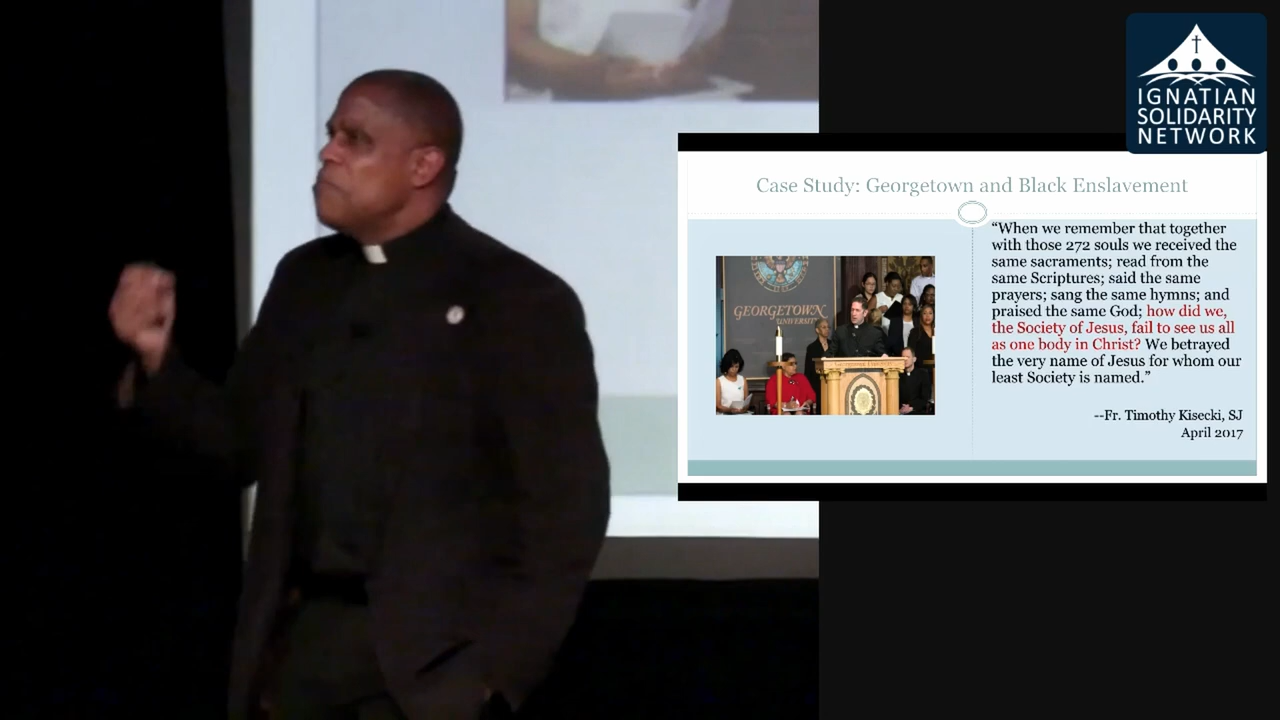 IGNATIAN
SOLIDARITY
NETWORK
Case Study: Georgetown and Black Enslavement
“When we remember that together
with those 272 souls we received the
same sacraments; read from the
same Scriptures; said the same
prayers; sang the same hymns; and
praised the same God; how did we,
the Society of Jesus, fail to see us all
as one body in Christ? We betrayed
the very name of Jesus for whom our
least Society is named.”
--Fr. Timothy Kisecki, SJ
April 2017
GEORGETOWN
UNIVERSITY